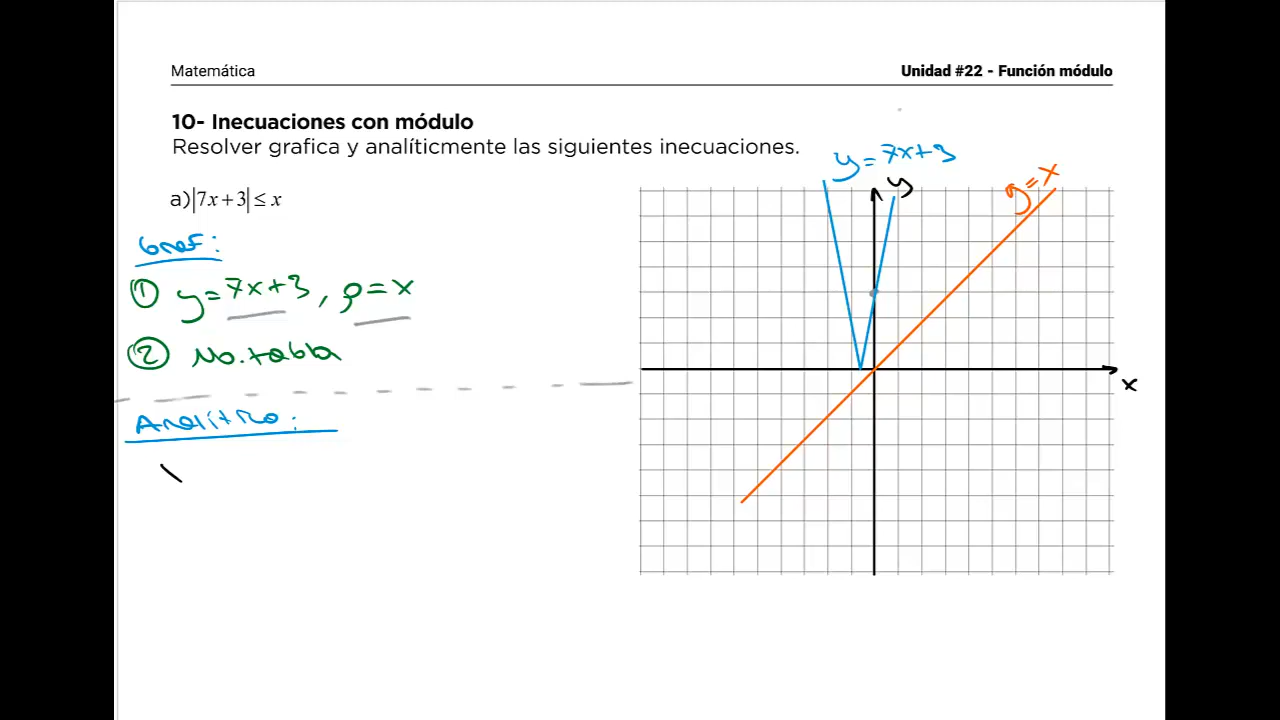 Matemática
Unidad #22 - Función módulo
10- Inecuaciones con módulo
Resolver grafica y analíticmente las siguientes inecuaciones.
a) |7x+3| ≤ x
Graf:
① y = 7x+3, y = x
② No. tabla
Analítico:
y = 7x+3
y
y = x
x